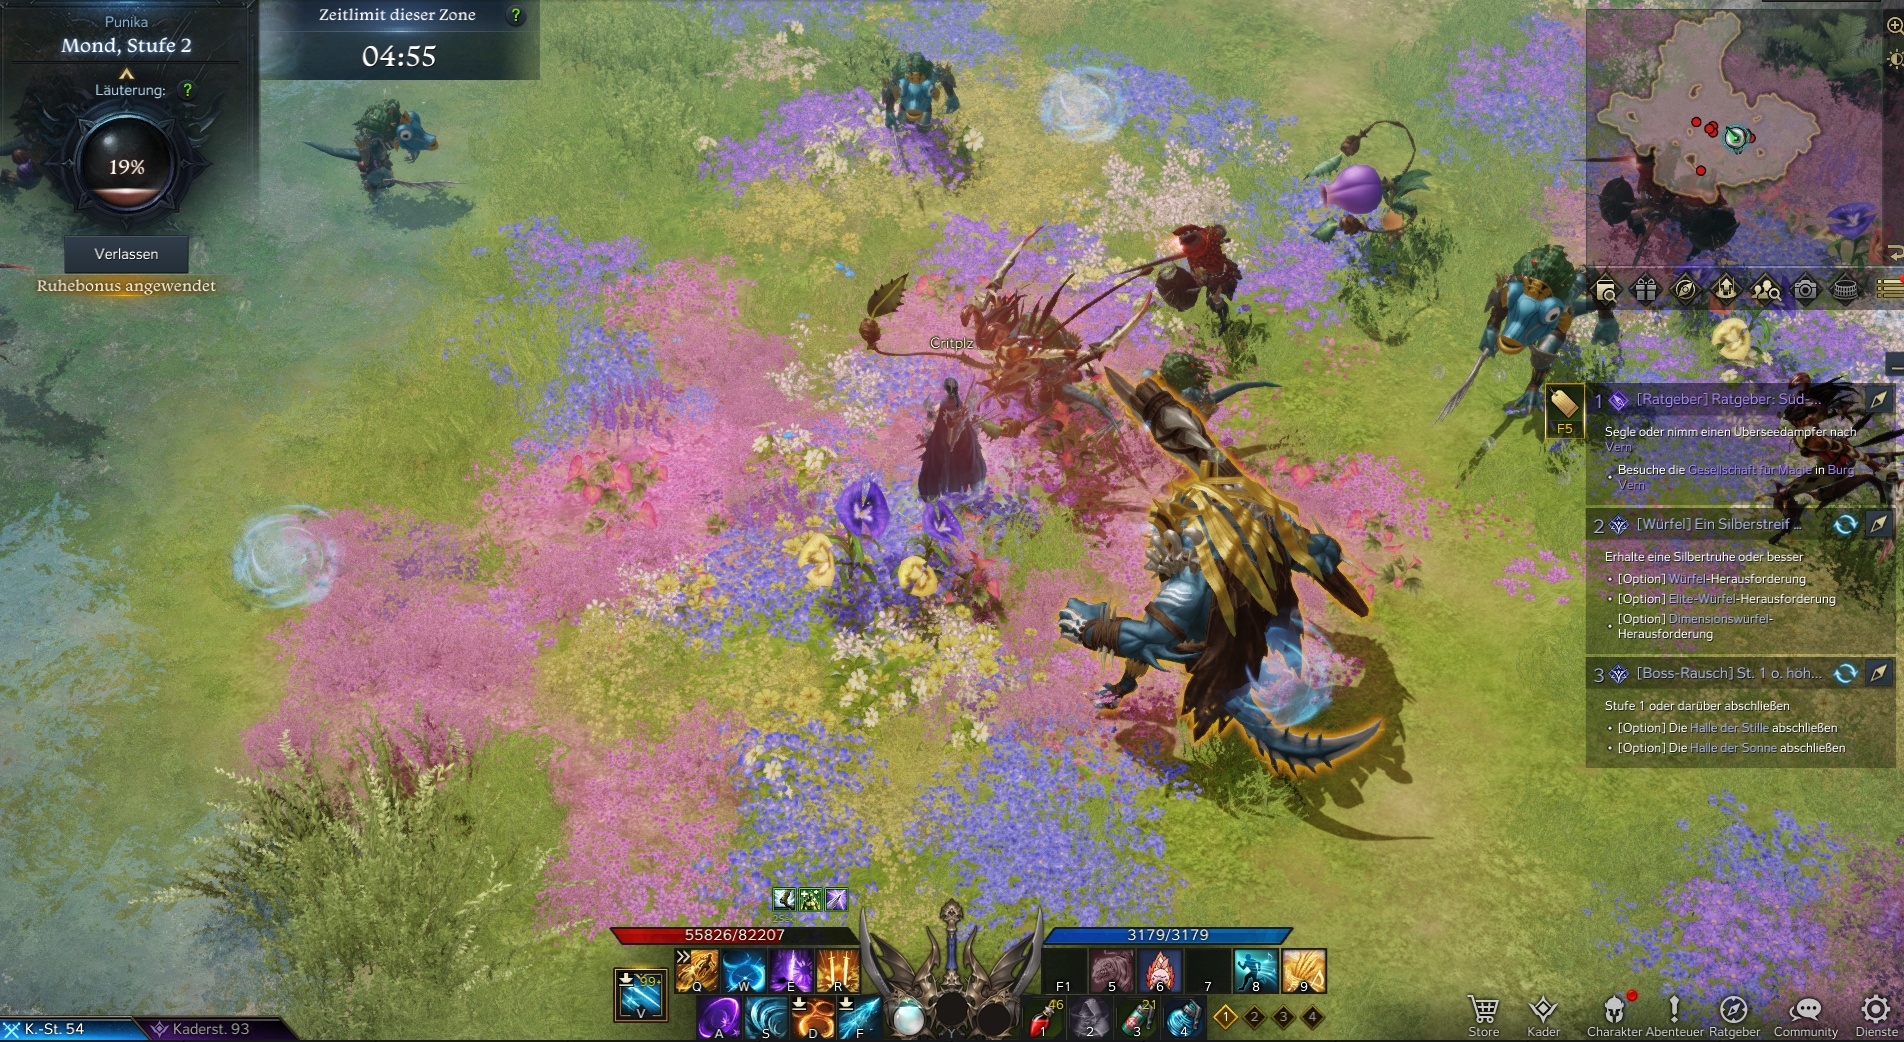 Punika
Mond, Stufe 2
Läuterung: ?
19%
Verlassen
Ruhebonus angewendet
Zeitlimit dieser Zone ?
04:55
Critplz
F5
1 [Ratgeber] Ratgeber: Süd-...
Segle oder nimm einen Überseedampfer nach
Vern
• Besuche die Gesellschaft für Magie in Burg
Vern
2 [Würfel] Ein Silberstreif ...
Erhalte eine Silbertruhe oder besser
• [Option] Würfel-Herausforderung
• [Option] Elite-Würfel-Herausforderung
• [Option] Dimensionswürfel-
Herausforderung
3 [Boss-Rausch] St. 1 o. höh...
Stufe 1 oder darüber abschließen
• [Option] Die Halle der Stille abschließen
• [Option] Die Halle der Sonne abschließen
55826/82207
3179/3179
99+
V
Q W E R
A S D F
Y
F1 5 6 7 8 9
46
21
1 2 3 4
1 2 3 4
K.-St. 54
Kaderst. 93
Store
Kader
Charakter
Abenteuer
Ratgeber
Community
Dienste